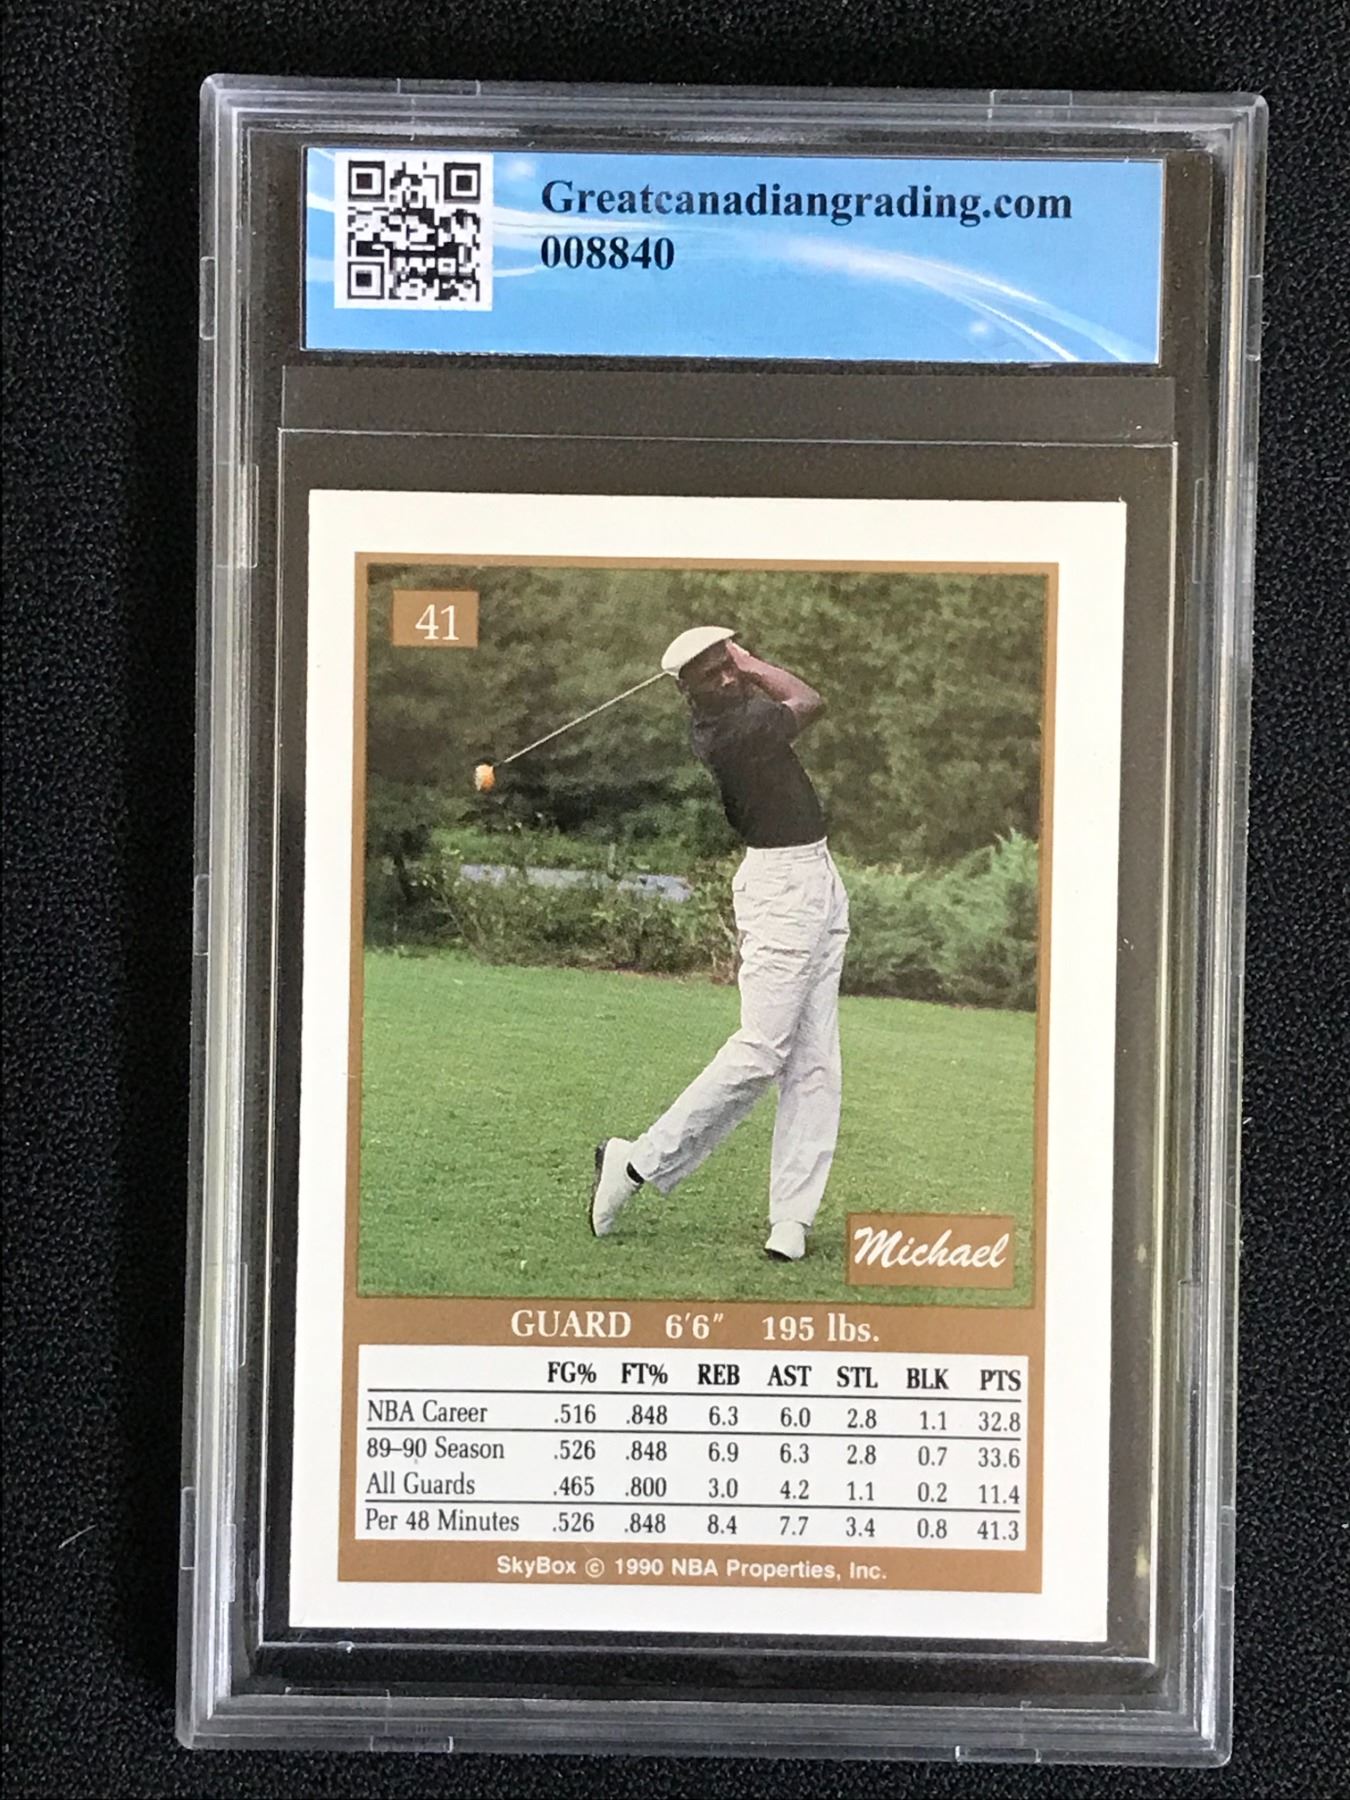 Greatcanadiangrading.com
008840
41
Michael
GUARD 6'6" 195 lbs.
FG% FT% REB AST STL BLK PTS
NBA Career .516 .848 6.3 6.0 2.8 1.1 32.8
89–90 Season .526 .848 6.9 6.3 2.8 0.7 33.6
All Guards .465 .800 3.0 4.2 1.1 0.2 11.4
Per 48 Minutes .526 .848 8.4 7.7 3.4 0.8 41.3
SkyBox © 1990 NBA Properties, Inc.